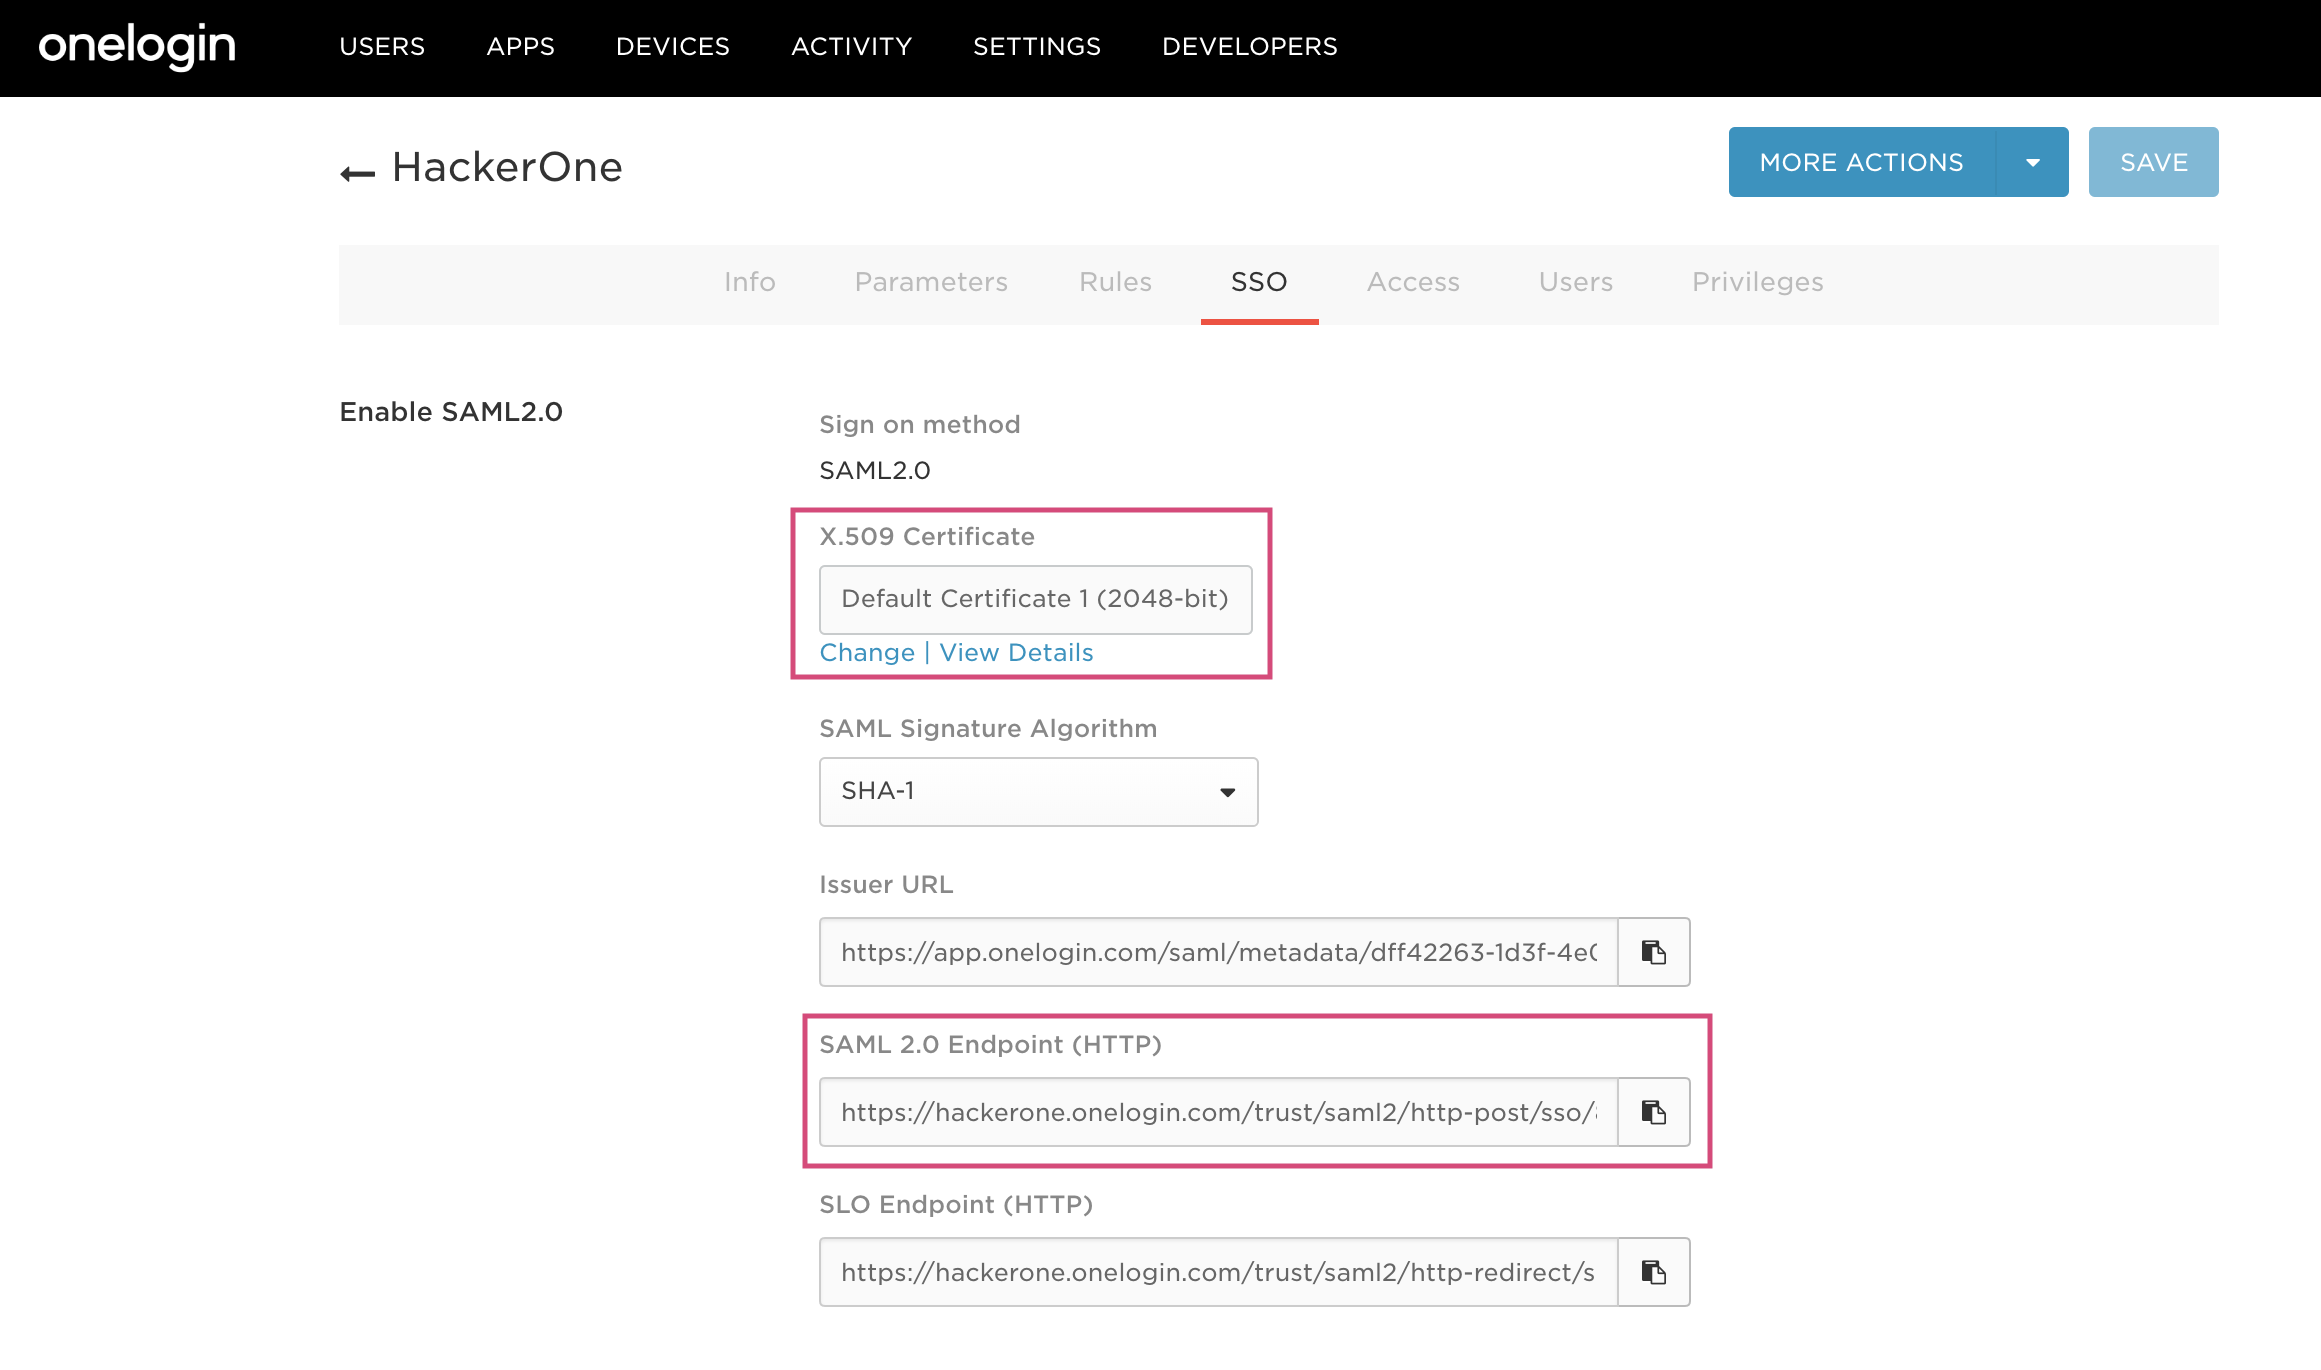 onelogin USERS APPS DEVICES ACTIVITY SETTINGS DEVELOPERS
HackerOne MORE ACTIONS SAVE
Info Parameters Rules SSO Access Users Privileges
Enable SAML2.0
Sign on method
SAML2.0
X.509 Certificate
Default Certificate 1 (2048-bit)
Change | View Details
SAML Signature Algorithm
SHA-1
Issuer URL
https://app.onelogin.com/saml/metadata/dff42263-1d3f-4e
SAML 2.0 Endpoint (HTTP)
https://hackerone.onelogin.com/trust/saml2/http-post/sso/
SLO Endpoint (HTTP)
https://hackerone.onelogin.com/trust/saml2/http-redirect/s